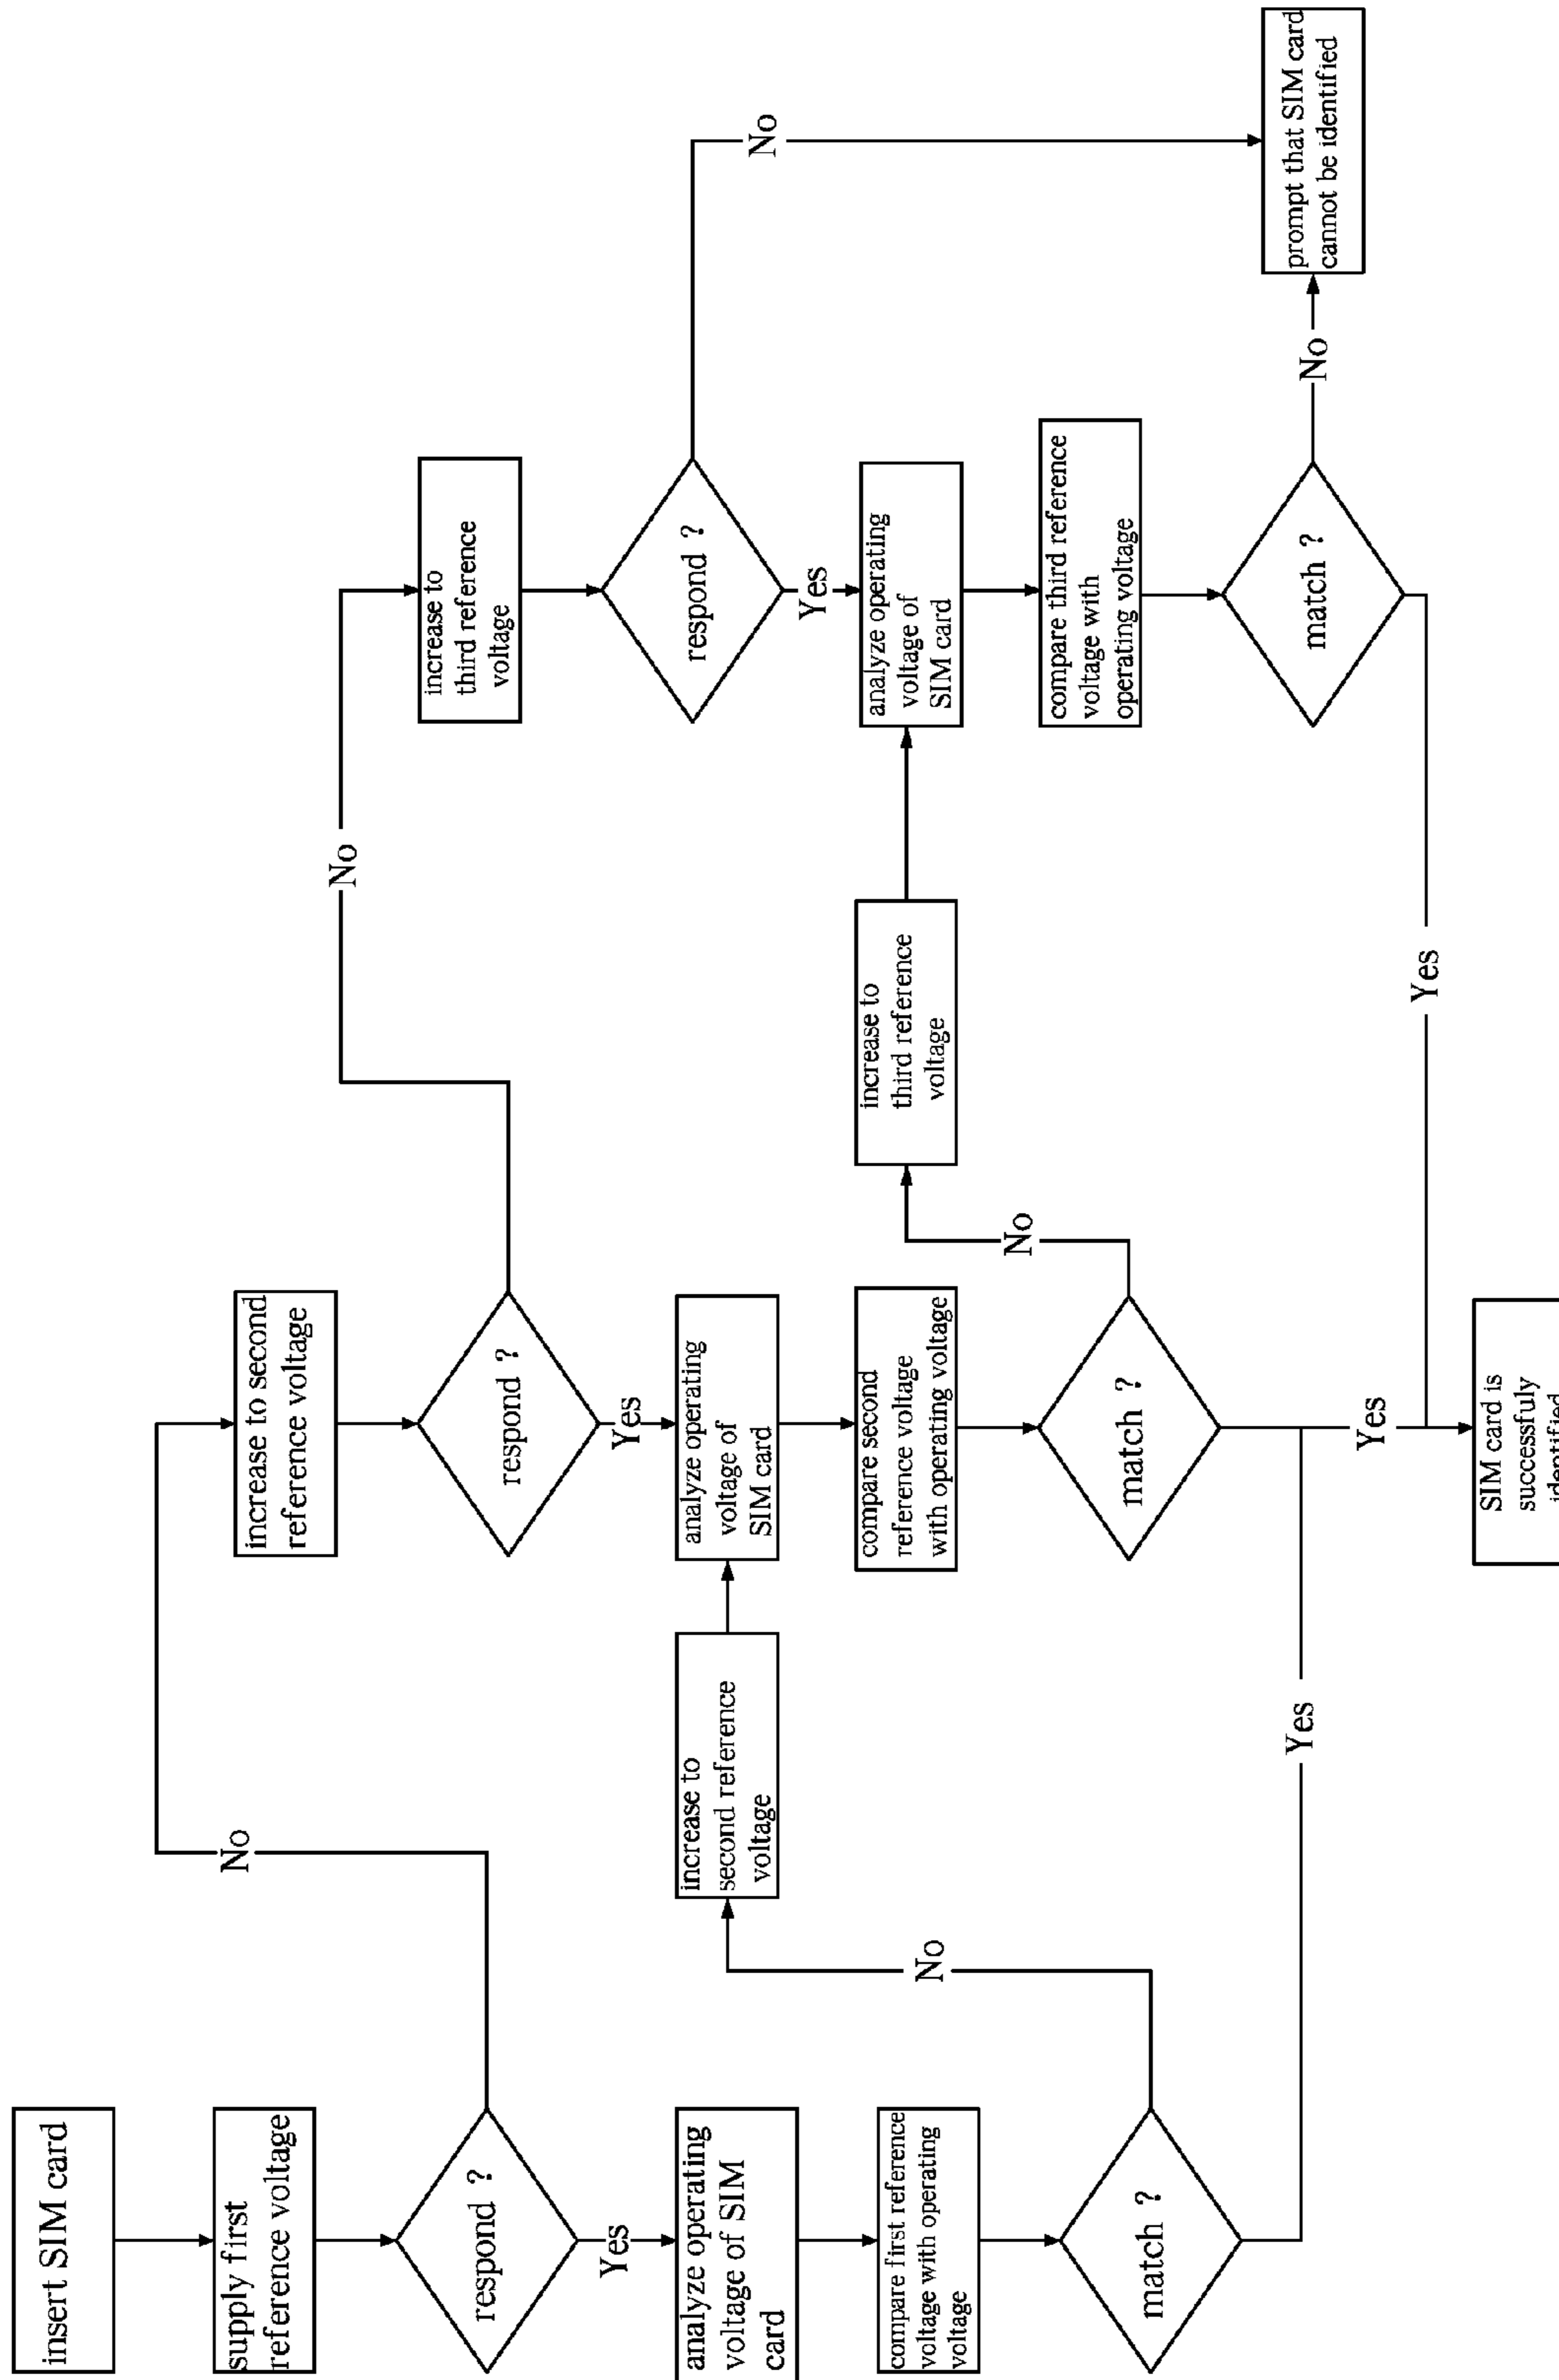 insert SIM card
supply first
reference voltage
respond ?
No
Yes
analyze operating
voltage of SIM
card
compare first reference
voltage with operating
voltage
match ?
No
Yes
increase to
second reference
voltage
increase to second
reference voltage
respond ?
No
Yes
analyze operating
voltage of
SIM card
compare second
reference voltage
with operating voltage
match ?
No
Yes
increase to
third reference
voltage
increase to
third reference
voltage
respond ?
No
Yes
analyze operating
voltage of
SIM card
compare third reference
voltage with
operating voltage
match ?
No
Yes
prompt that SIM card
cannot be identified
SIM card is
successfuly
identified